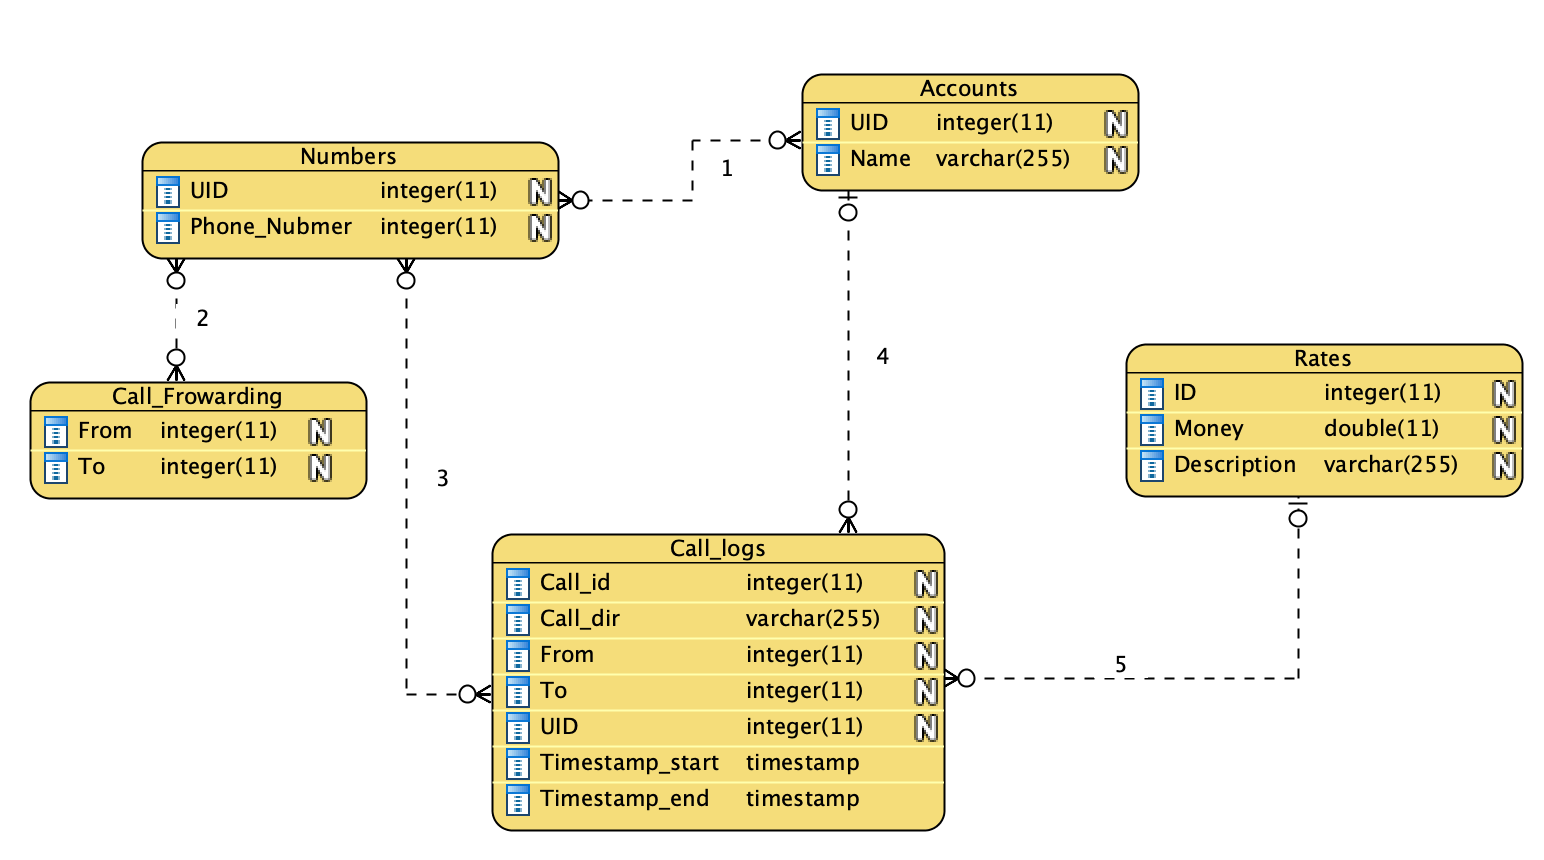 Accounts
UID integer(11) N
Name varchar(255) N
1
Numbers
UID integer(11) N
Phone_Nubmer integer(11) N
2
Call_Frowarding
From integer(11) N
To integer(11) N
3
4
Rates
ID integer(11) N
Money double(11) N
Description varchar(255) N
5
Call_logs
Call_id integer(11) N
Call_dir varchar(255) N
From integer(11) N
To integer(11) N
UID integer(11) N
Timestamp_start timestamp
Timestamp_end timestamp